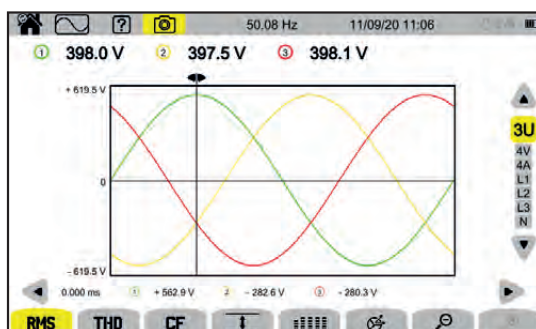 ? 50.08 Hz 11/09/20 11:06
1 398.0 V 2 397.5 V 3 398.1 V
+ 619.5 V
0
- 619.5 V
3U
4V
4A
L1
L2
L3
N
0.000 ms 1 + 562.9 V 2 - 282.6 V 3 - 280.3 V
RMS THD CF